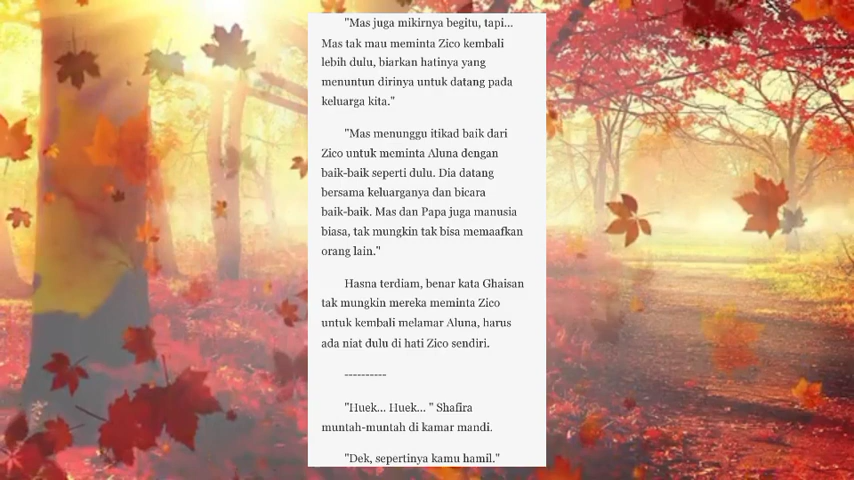 "Mas juga mikirnya begitu, tapi...
Mas tak mau meminta Zico kembali
lebih dulu, biarkan hatinya yang
menuntun dirinya untuk datang pada
keluarga kita."
"Mas menunggu itikad baik dari
Zico untuk meminta Aluna dengan
baik-baik seperti dulu. Dia datang
bersama keluarganya dan bicara
baik-baik. Mas dan Papa juga manusia
biasa, tak mungkin tak bisa memaafkan
orang lain."
Hasna terdiam, benar kata Ghaisan
tak mungkin mereka meminta Zico
untuk kembali melamar Aluna, harus
ada niat dulu di hati Zico sendiri.
----------
"Huek... Huek... " Shafira
muntah-muntah di kamar mandi.
"Dek, sepertinya kamu hamil."